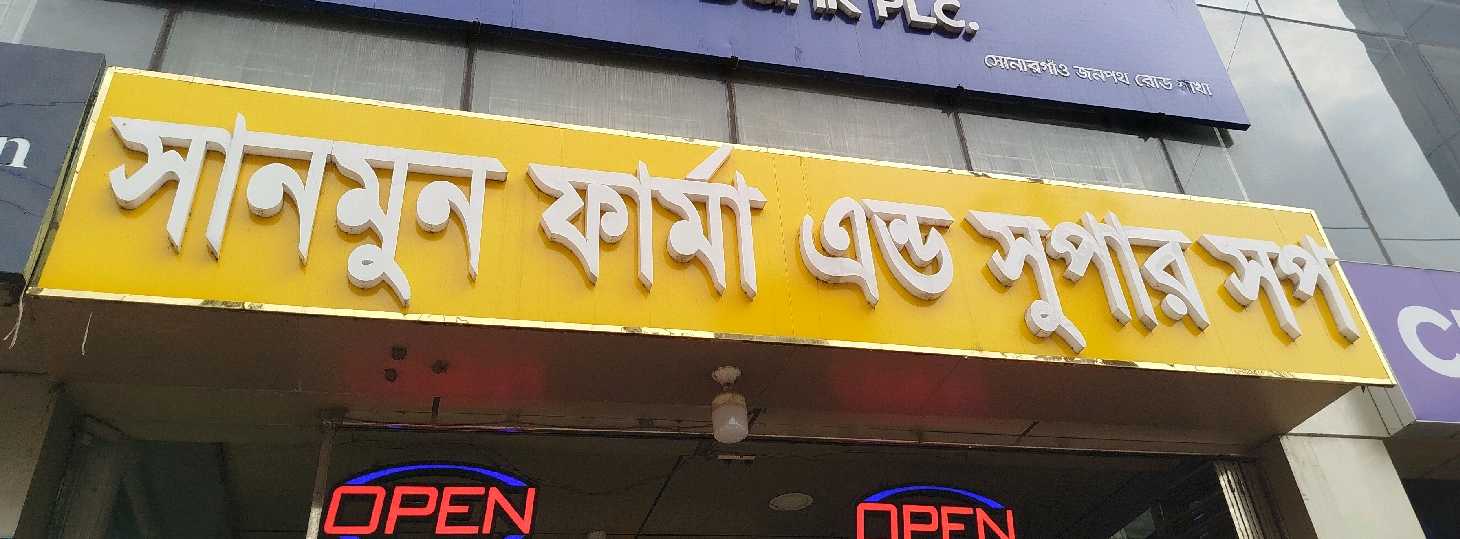 Bank PLC.
সোনারগাঁও জনপথ রোড শাখা
সানমুন ফার্মা এন্ড সুপার সপ
OPEN
OPEN